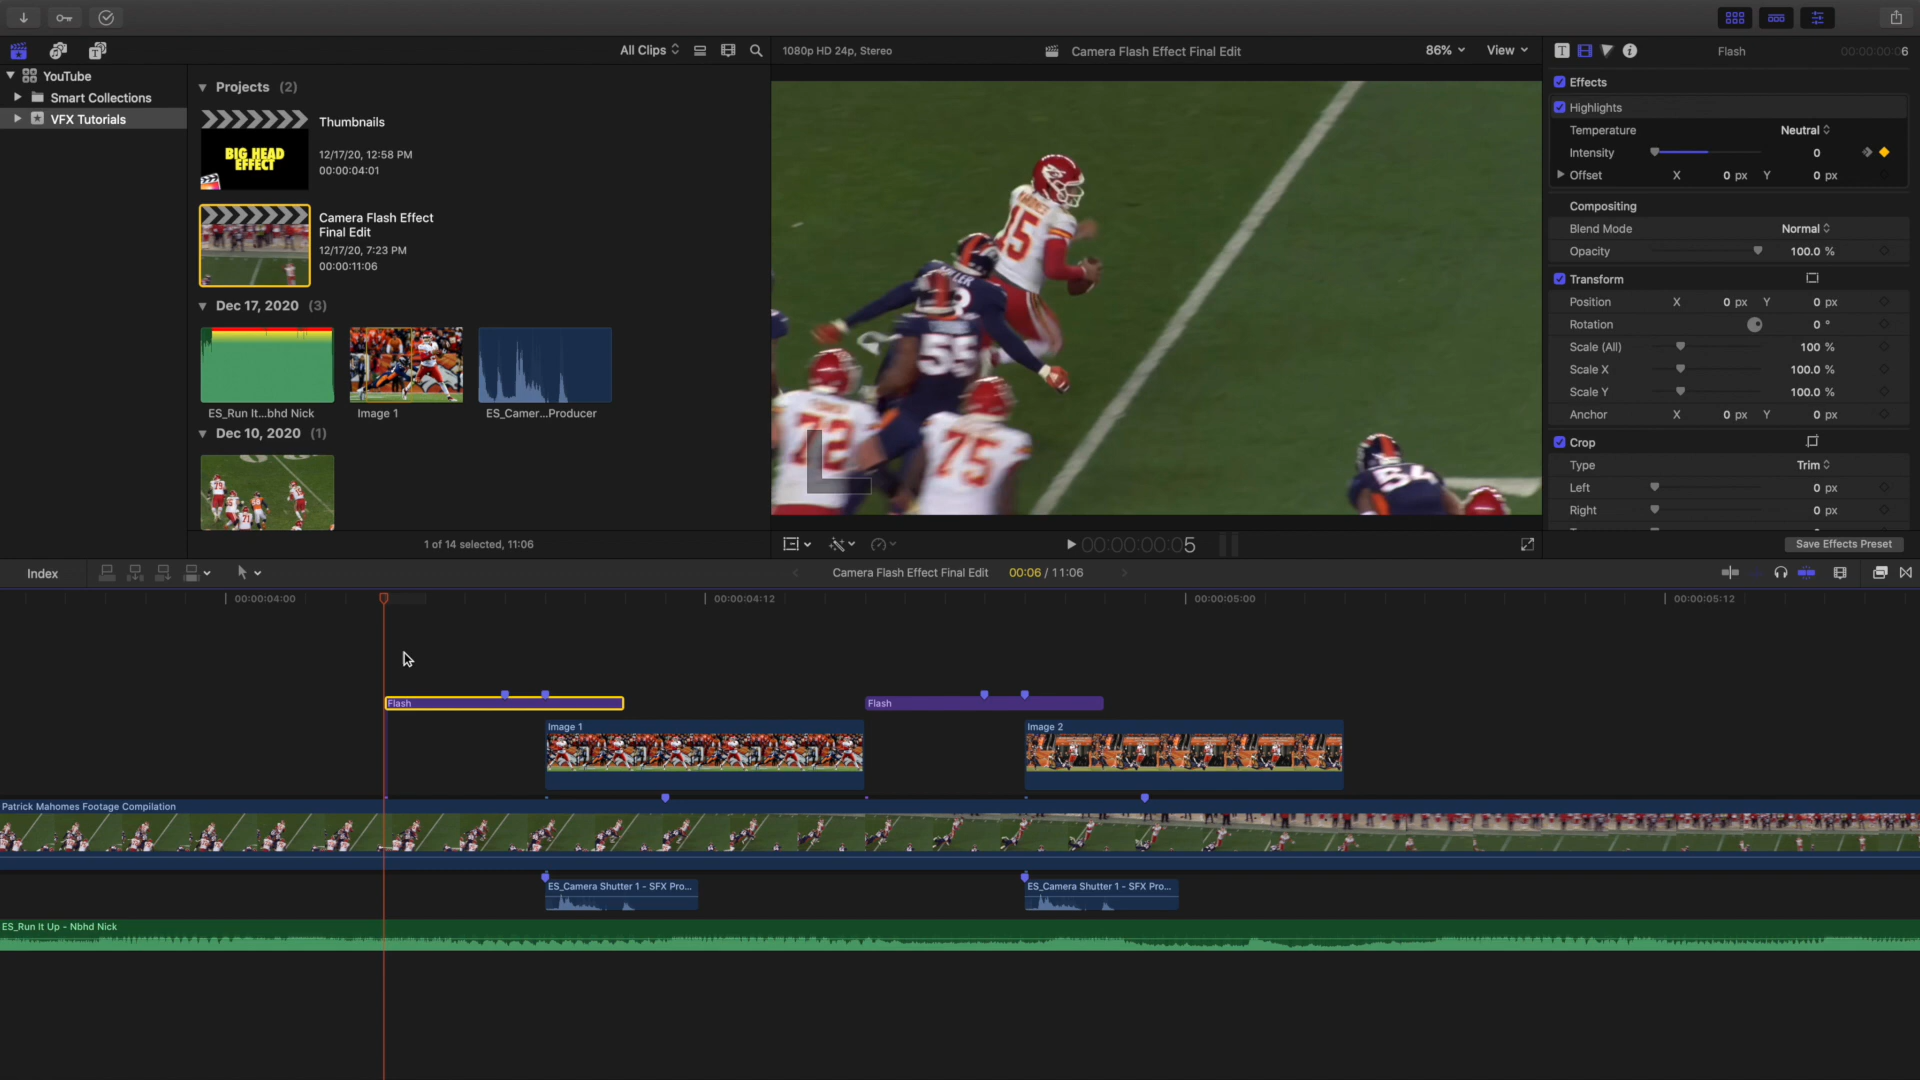 All Clips
1080p HD 24p, Stereo
Camera Flash Effect Final Edit
86%
View
Flash
00:00:00:06
YouTube
Smart Collections
VFX Tutorials
Projects (2)
BIG HEAD
EFFECT
Thumbnails
12/17/20, 12:58 PM
00:00:04:01
Camera Flash Effect
Final Edit
12/17/20, 7:23 PM
00:00:11:06
Dec 17, 2020 (3)
ES_Run It...bhd Nick
Image 1
ES_Camer...Producer
Dec 10, 2020 (1)
1 of 14 selected, 11:06
15
55
72
75
Effects
Highlights
Temperature Neutral
Intensity 0
Offset X 0 px Y 0 px
Compositing
Blend Mode Normal
Opacity 100.0 %
Transform
Position X 0 px Y 0 px
Rotation 0 °
Scale (All) 100 %
Scale X 100.0 %
Scale Y 100.0 %
Anchor X 0 px Y 0 px
Crop
Type Trim
Left 0 px
Right 0 px
Save Effects Preset
00:00:00:05
Index
Camera Flash Effect Final Edit
00:06 / 11:06
00:00:04:00
00:00:04:12
00:00:05:00
00:00:05:12
Flash
Flash
Image 1
Image 2
Patrick Mahomes Footage Compilation
ES_Camera Shutter 1 - SFX Pro...
ES_Camera Shutter 1 - SFX Pro...
ES_Run It Up - Nbhd Nick